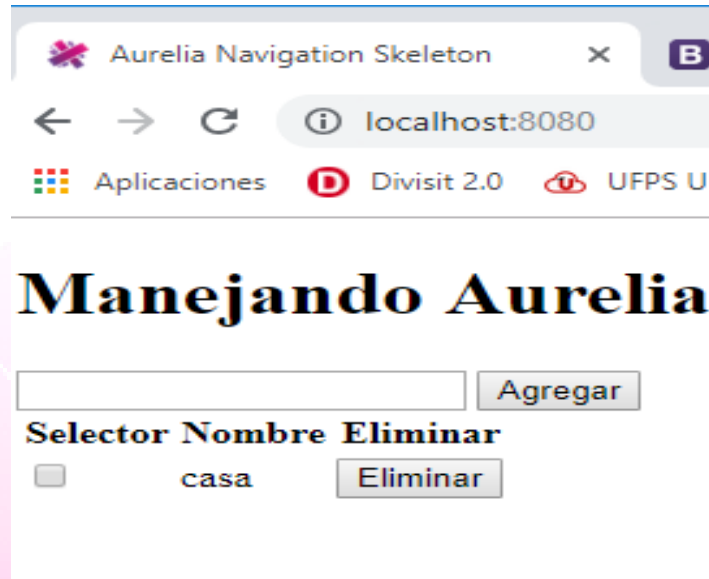 Aurelia Navigation Skeleton
B
localhost:8080
Aplicaciones Divisit 2.0 UFPS U
Manejando Aurelia
Agregar
Selector Nombre Eliminar
casa Eliminar